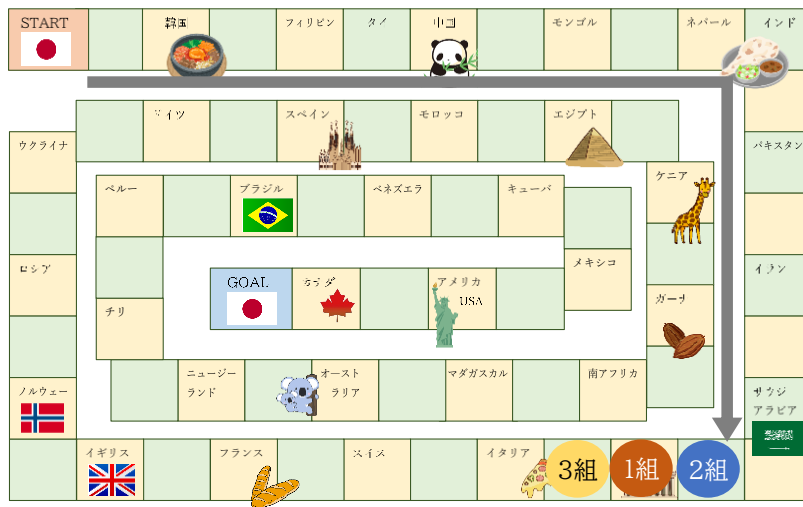 START
韓国
フィリピン
タイ
中国
モンゴル
ネパール
インド
ドイツ
スペイン
モロッコ
エジプト
ウクライナ
パキスタン
ケニア
ペルー
ブラジル
ベネズエラ
キューバ
ロシア
GOAL
カナダ
アメリカ
USA
メキシコ
イラン
チリ
ガーナ
ノルウェー
ニュージー
ランド
オースト
ラリア
マダガスカル
南アフリカ
サウジ
アラビア
イギリス
フランス
スイス
イタリア
3組
1組
2組